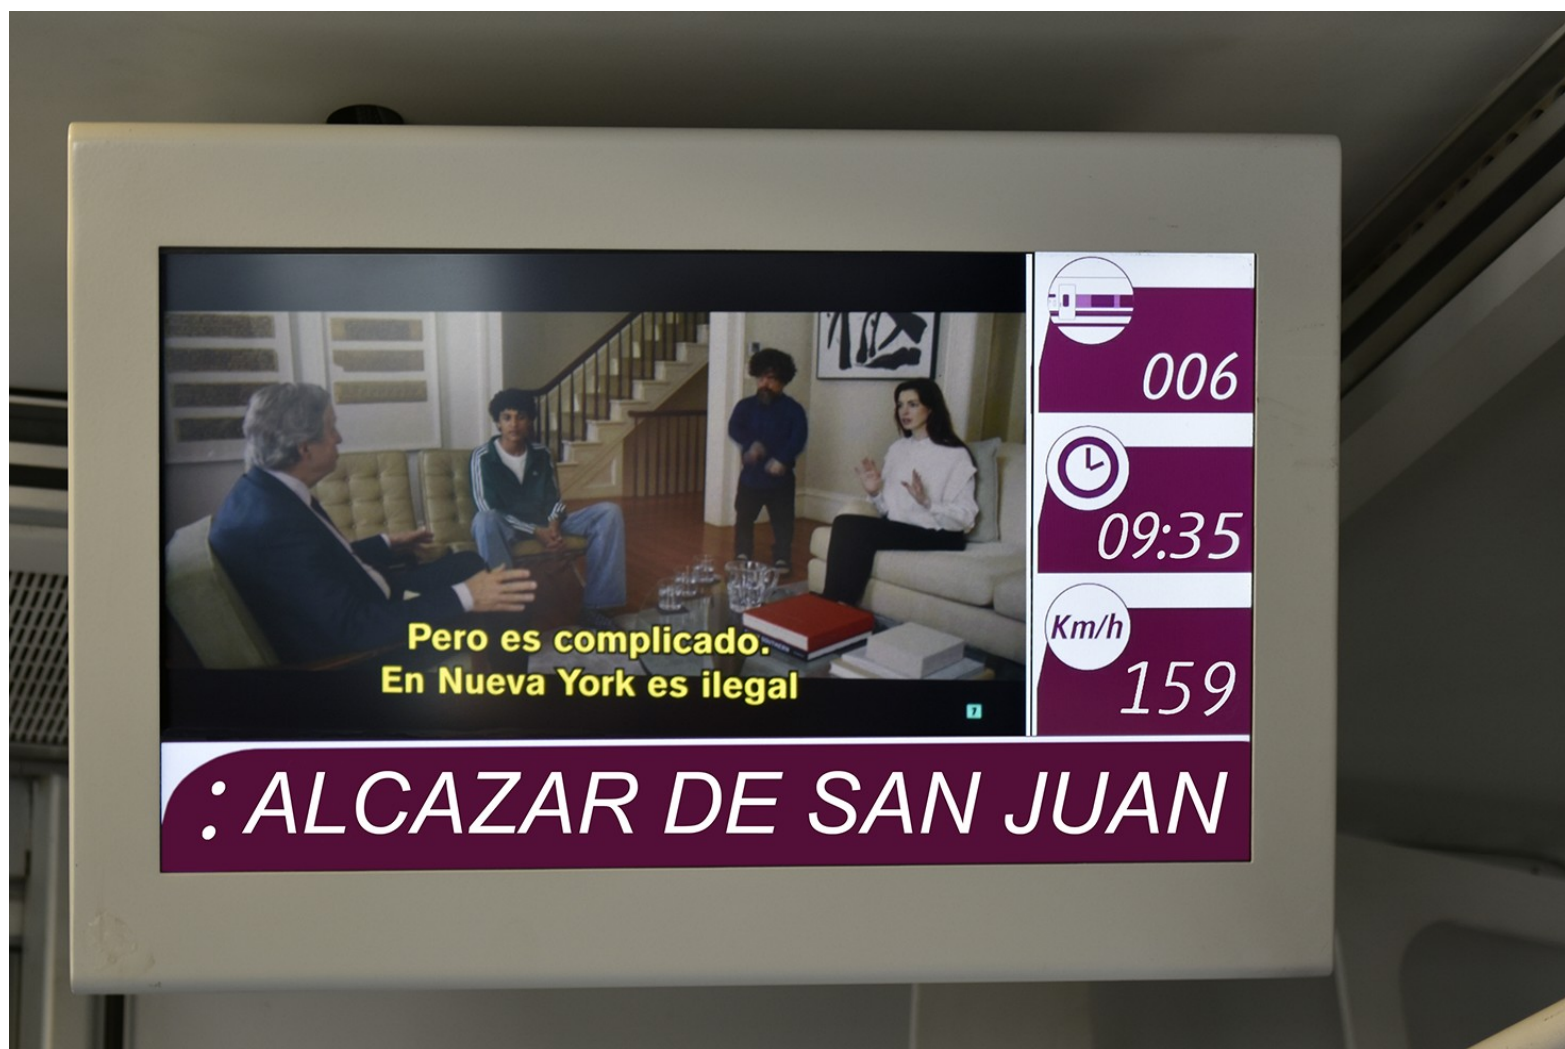 006
09:35
Km/h
159
Pero es complicado.
En Nueva York es ilegal
7
: ALCAZAR DE SAN JUAN